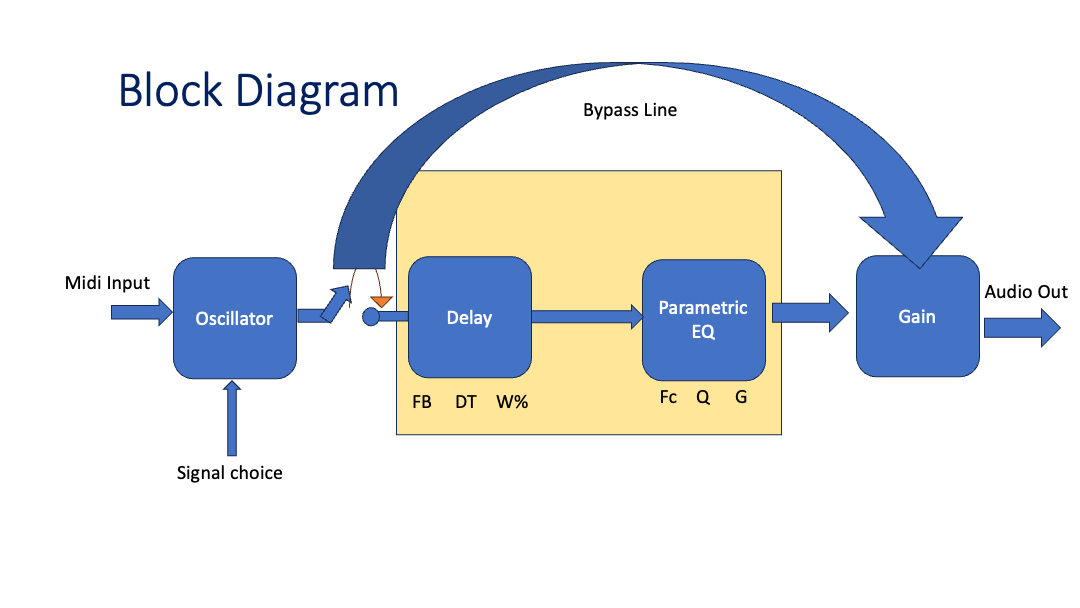 Block Diagram
Bypass Line
Midi Input
Oscillator
Delay
Parametric
EQ
Gain
Audio Out
FB DT W%
Fc Q G
Signal choice